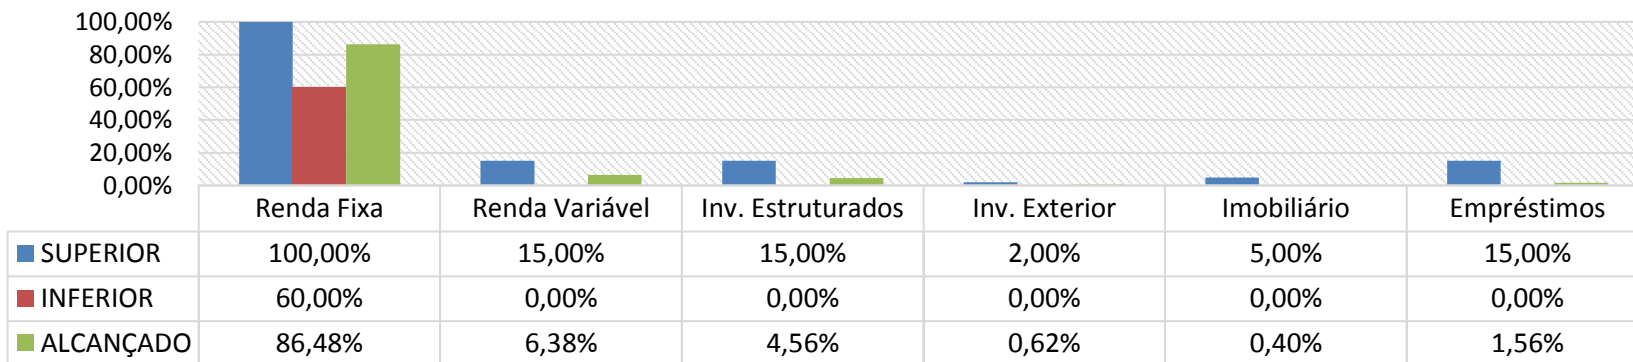 100,00%
80,00%
60,00%
40,00%
20,00%
0,00%
Renda Fixa Renda Variável Inv. Estruturados Inv. Exterior Imobiliário Empréstimos
SUPERIOR 100,00% 15,00% 15,00% 2,00% 5,00% 15,00%
INFERIOR 60,00% 0,00% 0,00% 0,00% 0,00% 0,00%
ALCANÇADO 86,48% 6,38% 4,56% 0,62% 0,40% 1,56%